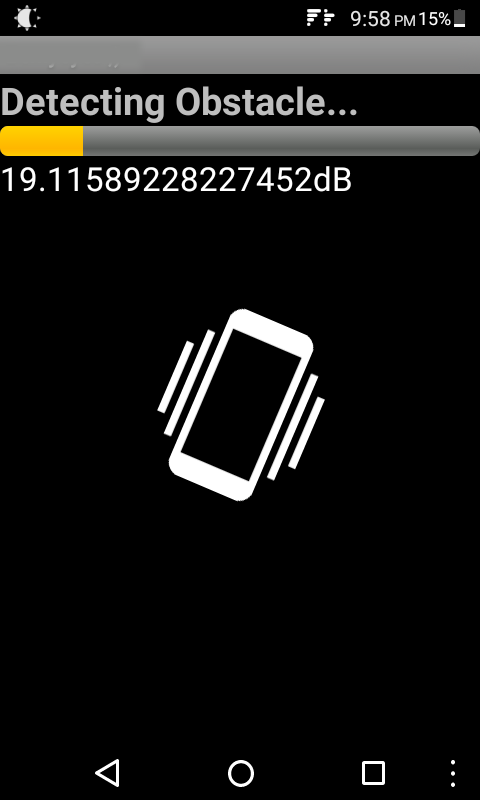 9:58 PM 15%
Detecting Obstacle...
19.11589228227452dB